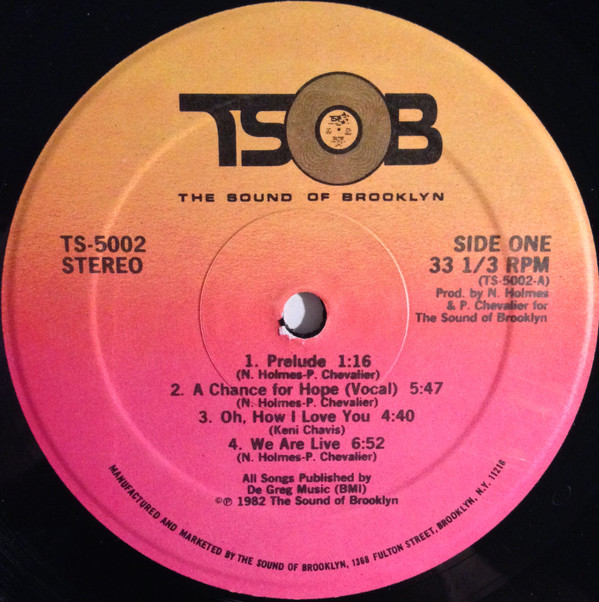 TSOB
THE SOUND OF BROOKLYN
TS-5002
STEREO
SIDE ONE
33 1/3 RPM
(TS-5002-A)
Prod. by N. Holmes
& P. Chevalier for
The Sound of Brooklyn
1. Prelude 1:16
(N. Holmes-P. Chevalier)
2. A Chance for Hope (Vocal) 5:47
(N. Holmes-P. Chevalier)
3. Oh, How I Love You 4:40
(Keni Chavis)
4. We Are Live 6:52
(N. Holmes-P. Chevalier)
All Songs Published by
De Greg Music (BMI)
©℗ 1982 The Sound of Brooklyn
MANUFACTURED AND MARKETED BY THE SOUND OF BROOKLYN, 1368 FULTON STREET, BROOKLYN, N.Y. 11216